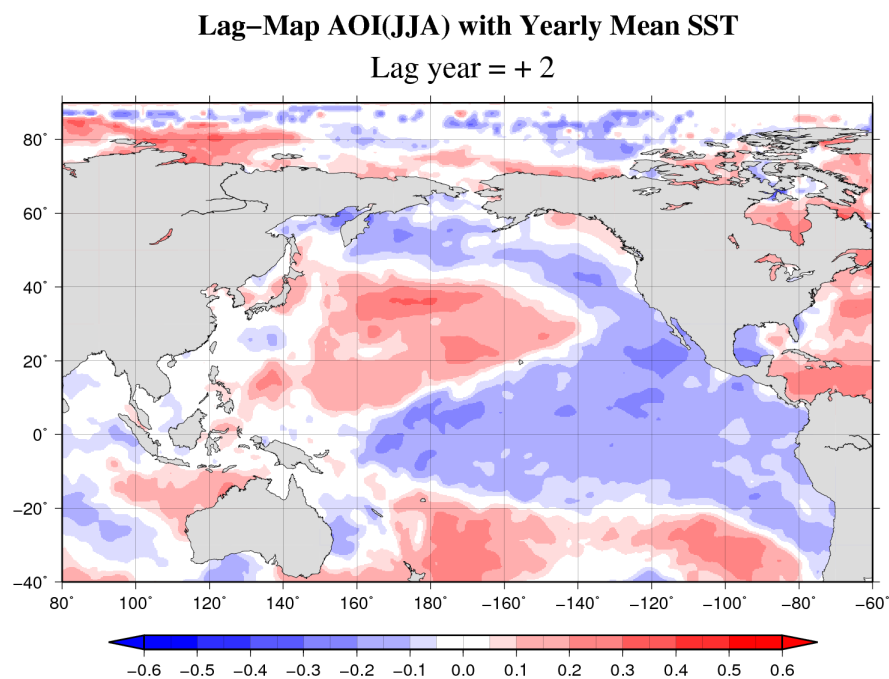 Lag−Map AOI(JJA) with Yearly Mean SST
Lag year = + 2
80˚
60˚
40˚
20˚
0˚
−20˚
−40˚
80 100 120 140 160 180 −160˚ −140˚ −120˚ −100˚ −80˚ −60˚
−0.6 −0.5 −0.4 −0.3 −0.2 −0.1 0.0 0.1 0.2 0.3 0.4 0.5 0.6